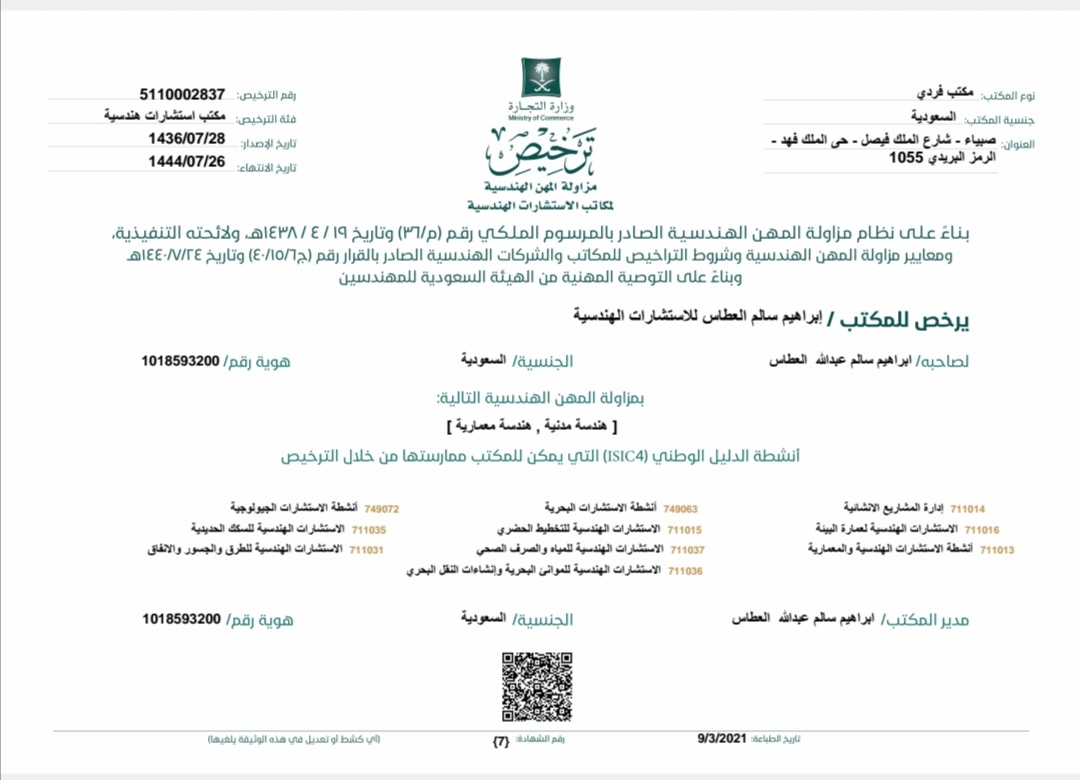 نوع المكتب: مكتب فردي
جنسية المكتب: السعودية
العنوان: صبياء - شارع الملك فيصل - حى الملك فهد -
الرمز البريدي 1055
وزارة التجارة
Ministry of Commerce
ترخيص
مزاولة المهن الهندسية
لمكاتب الاستشارات الهندسية
رقم الترخيص: 5110002837
فئة الترخيص: مكتب استشارات هندسية
تاريخ الإصدار: 1436/07/28
تاريخ الانتهاء: 1444/07/26
بناءً على نظام مزاولة المهن الهندسية الصادر بالمرسوم الملكي رقم (م/٣٦) وتاريخ ١٩ / ٤ / ١٤٣٨هـ، ولائحته التنفيذية،
ومعايير مزاولة المهن الهندسية وشروط التراخيص للمكاتب والشركات الهندسية الصادر بالقرار رقم (ج٤٠/١٥/٦) وتاريخ ١٤٤٠/٧/٢٤هـ
وبناءً على التوصية المهنية من الهيئة السعودية للمهندسين
يرخص للمكتب / إبراهيم سالم العطاس للاستشارات الهندسية
لصاحبه/ ابراهيم سالم عبدالله العطاس الجنسية/ السعودية هوية رقم/ 1018593200
بمزاولة المهن الهندسية التالية:
[ هندسة مدنية , هندسة معمارية ]
أنشطة الدليل الوطني (ISIC4) التي يمكن للمكتب ممارستها من خلال الترخيص
711014 إدارة المشاريع الانشائية 749063 أنشطة الاستشارات البحرية 749072 أنشطة الاستشارات الجيولوجية
711016 الاستشارات الهندسية لعمارة البيئة 711015 الاستشارات الهندسية للتخطيط الحضري 711035 الاستشارات الهندسية للسكك الحديدية
711013 أنشطة الاستشارات الهندسية والمعمارية 711037 الاستشارات الهندسية للمياه والصرف الصحي 711031 الاستشارات الهندسية للطرق والجسور والانفاق
711036 الاستشارات الهندسية للموانئ البحرية وإنشاءات النقل البحري
مدير المكتب/ ابراهيم سالم عبدالله العطاس الجنسية/ السعودية هوية رقم/ 1018593200
تاريخ الطباعة: 9/3/2021 رقم الشهادة: {7} (أي كشط أو تعديل في هذه الوثيقة يلغيها)